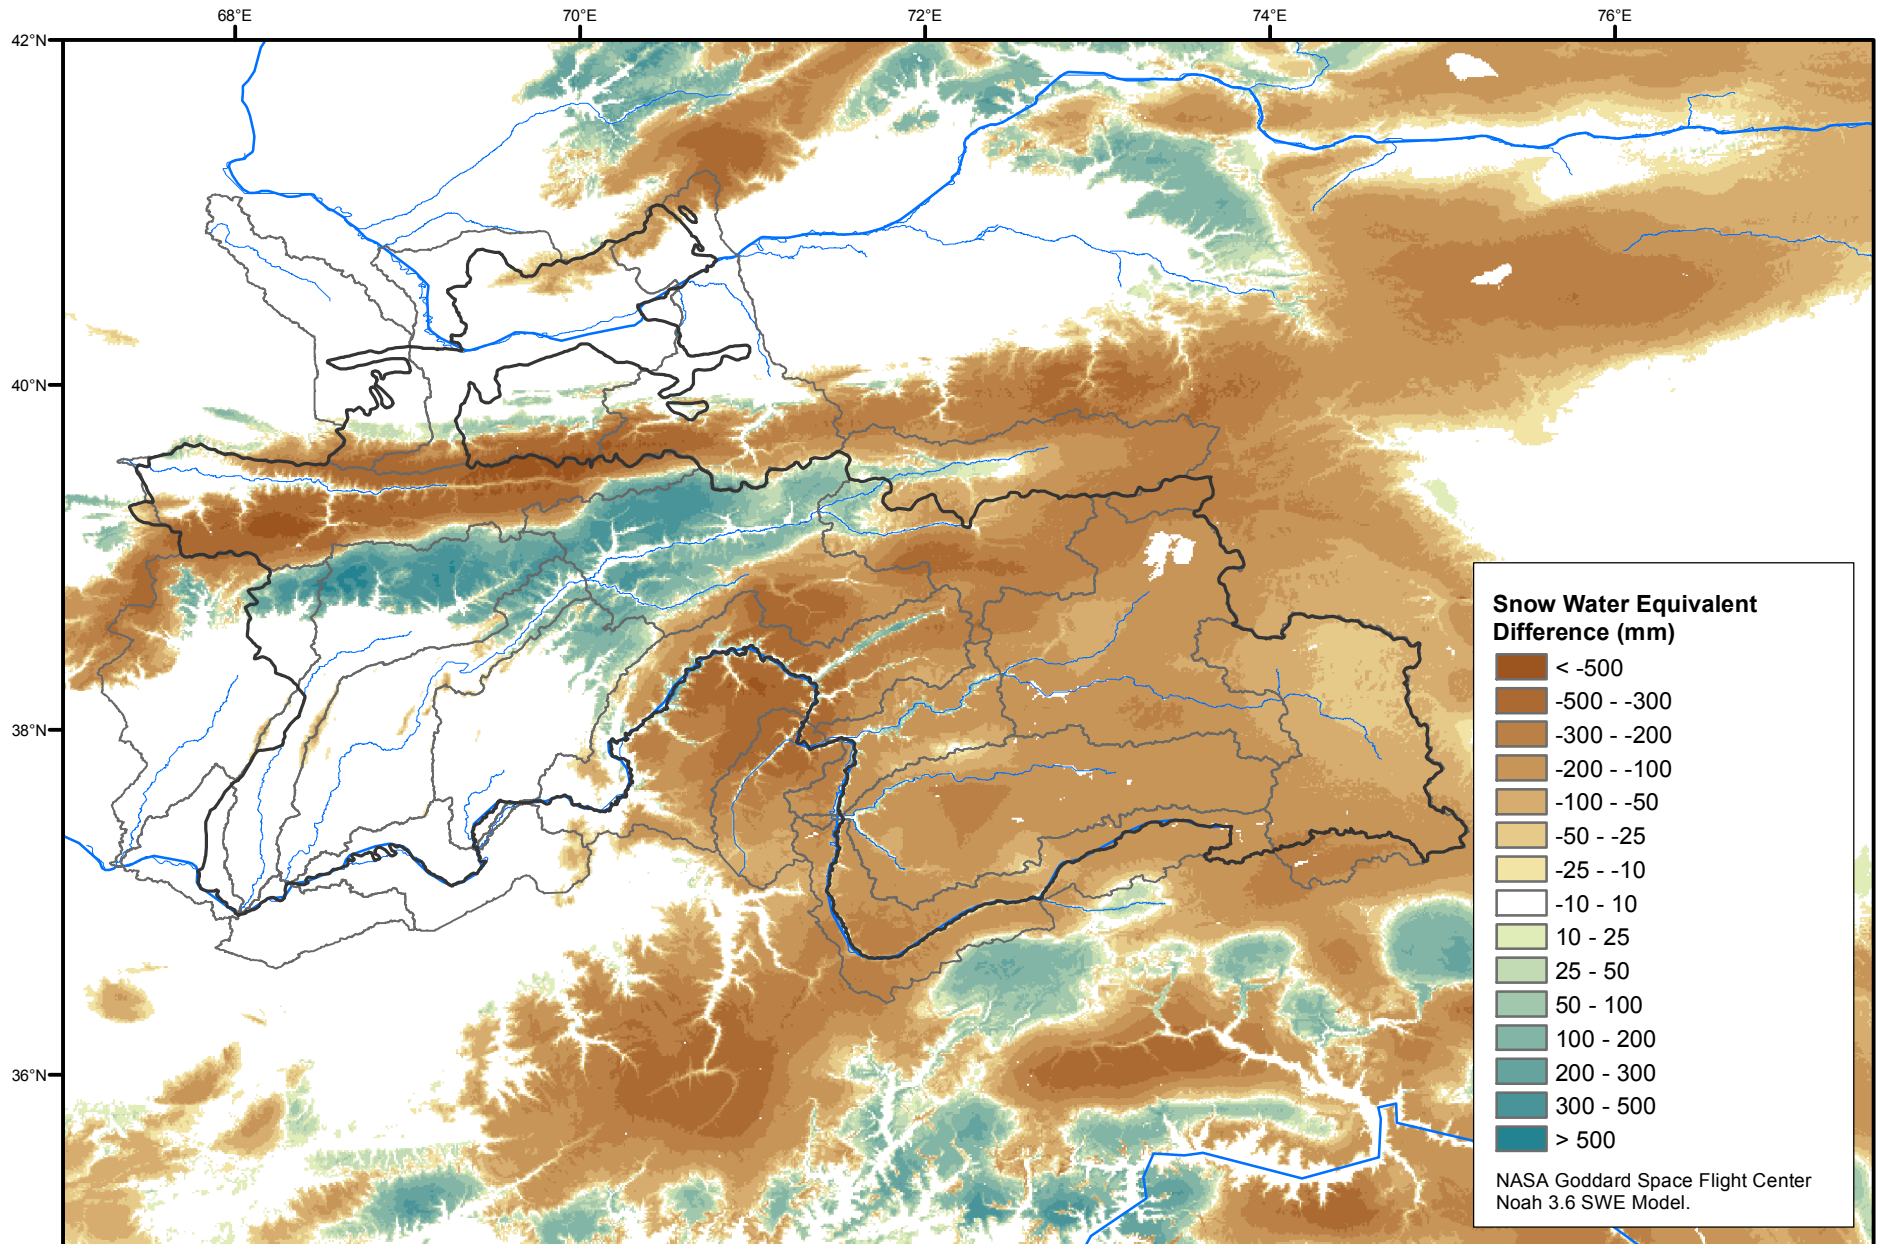 68°E
70°E
72°E
74°E
76°E
42°N
40°N
38°N
36°N
Snow Water Equivalent
Difference (mm)
< -500
-500 - -300
-300 - -200
-200 - -100
-100 - -50
-50 - -25
-25 - -10
-10 - 10
10 - 25
25 - 50
50 - 100
100 - 200
200 - 300
300 - 500
> 500
NASA Goddard Space Flight Center
Noah 3.6 SWE Model.